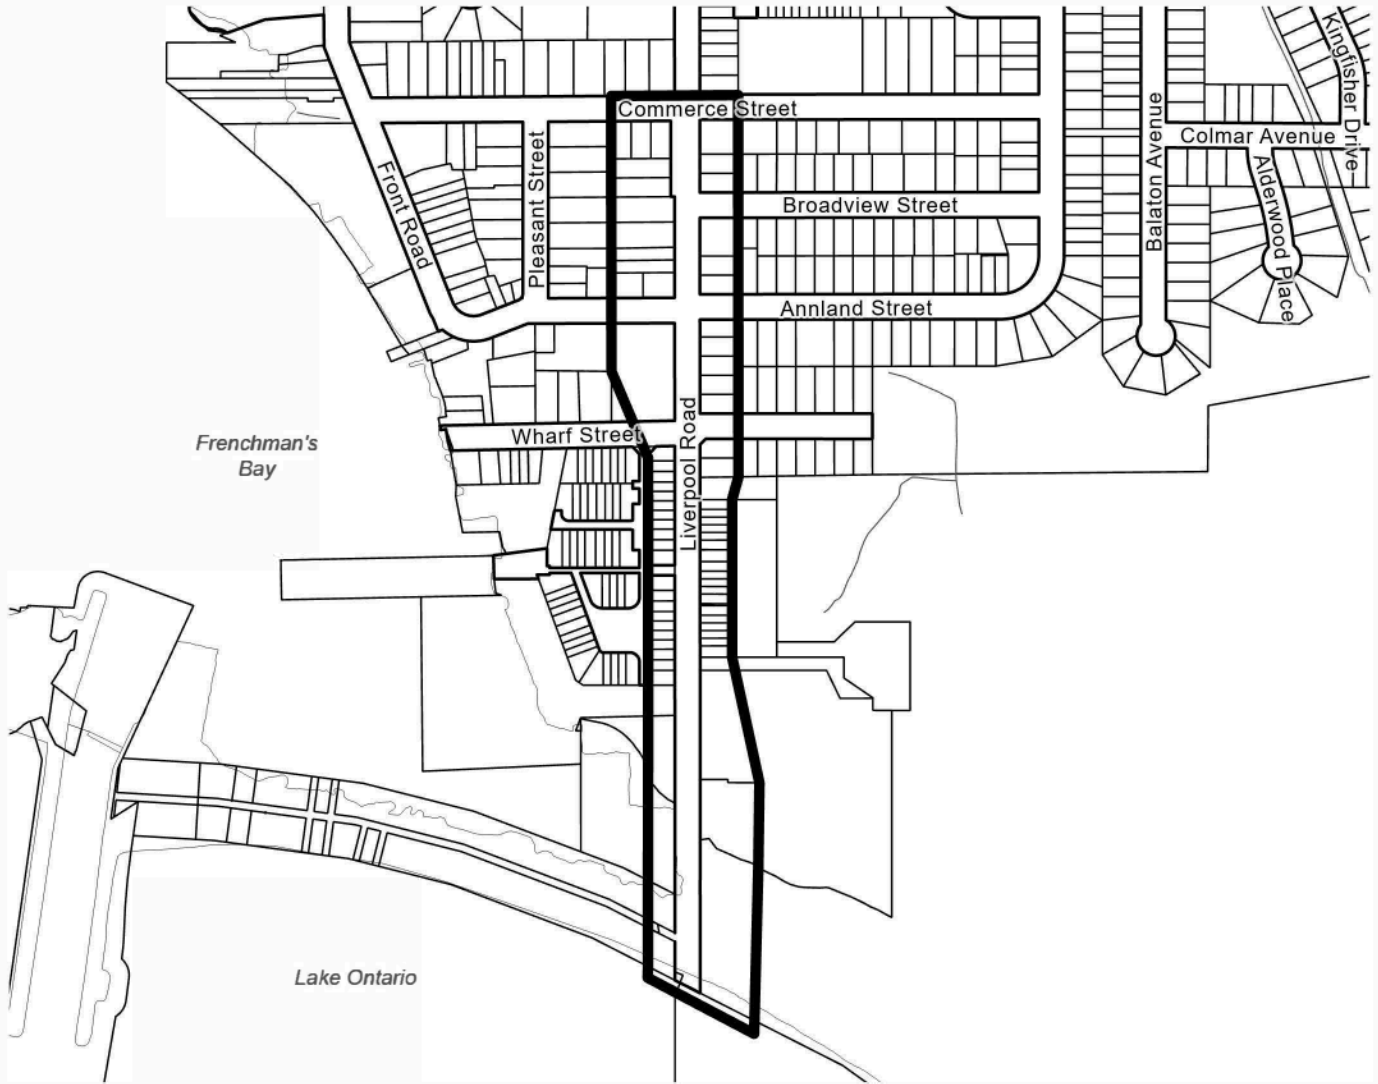 Kingfisher Drive
Commerce Street
Colmar Avenue
Balaton Avenue
Alderwood Place
Pleasant Street
Front Road
Broadview Street
Annland Street
Liverpool Road
Wharf Street
Frenchman's
Bay
Lake Ontario